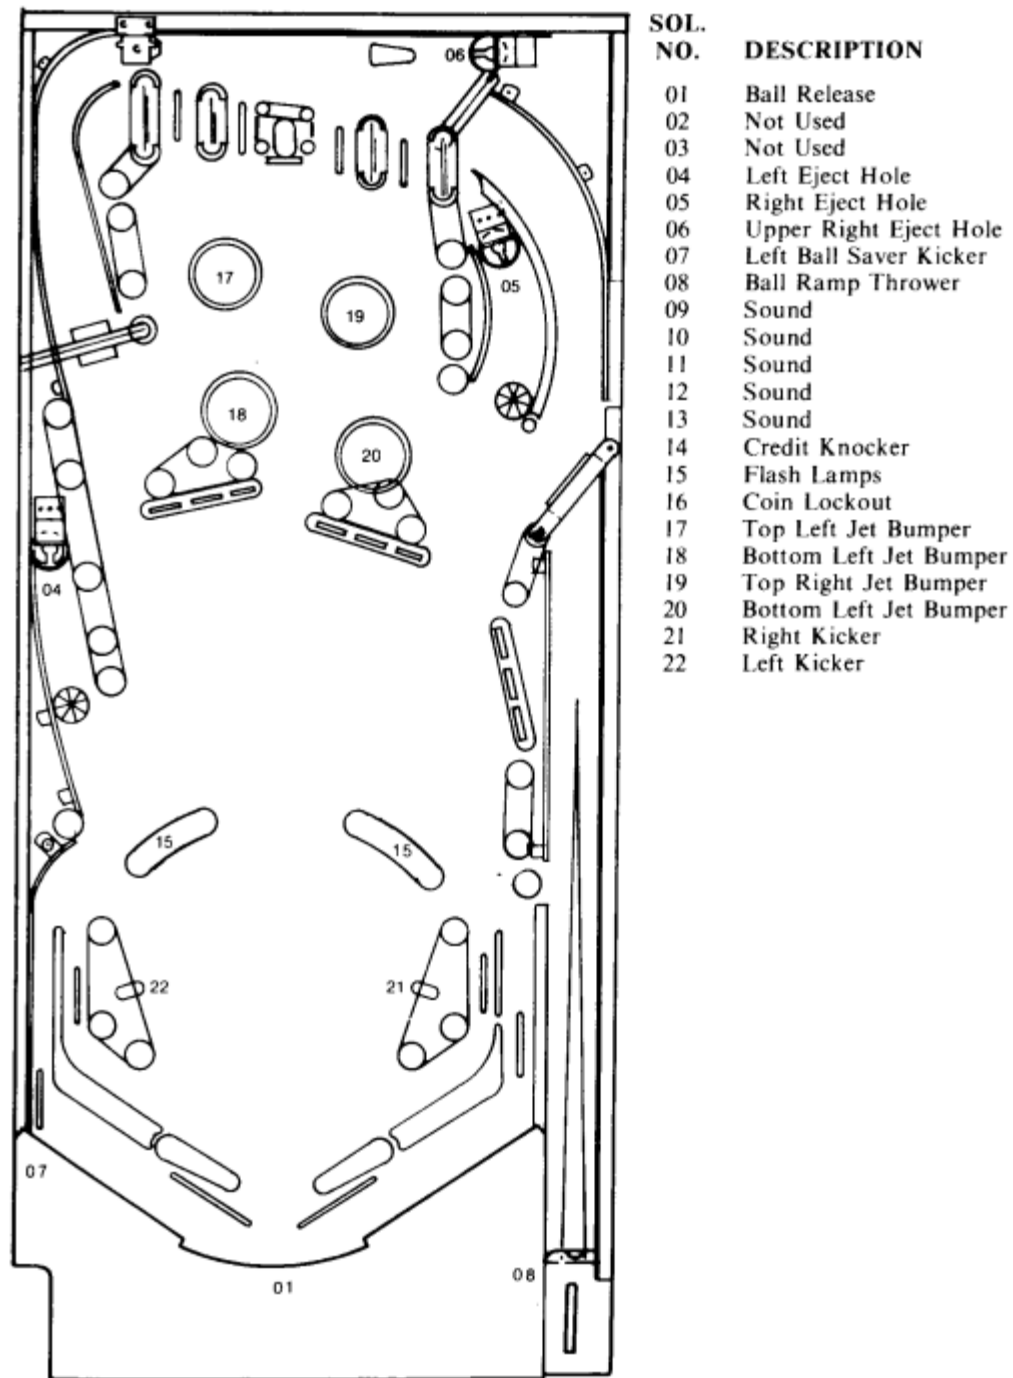 SOL.
NO. DESCRIPTION
01 Ball Release
02 Not Used
03 Not Used
04 Left Eject Hole
05 Right Eject Hole
06 Upper Right Eject Hole
07 Left Ball Saver Kicker
08 Ball Ramp Thrower
09 Sound
10 Sound
11 Sound
12 Sound
13 Sound
14 Credit Knocker
15 Flash Lamps
16 Coin Lockout
17 Top Left Jet Bumper
18 Bottom Left Jet Bumper
19 Top Right Jet Bumper
20 Bottom Left Jet Bumper
21 Right Kicker
22 Left Kicker
06
17
05
19
18
20
04
15
15
22
21
07
08
01